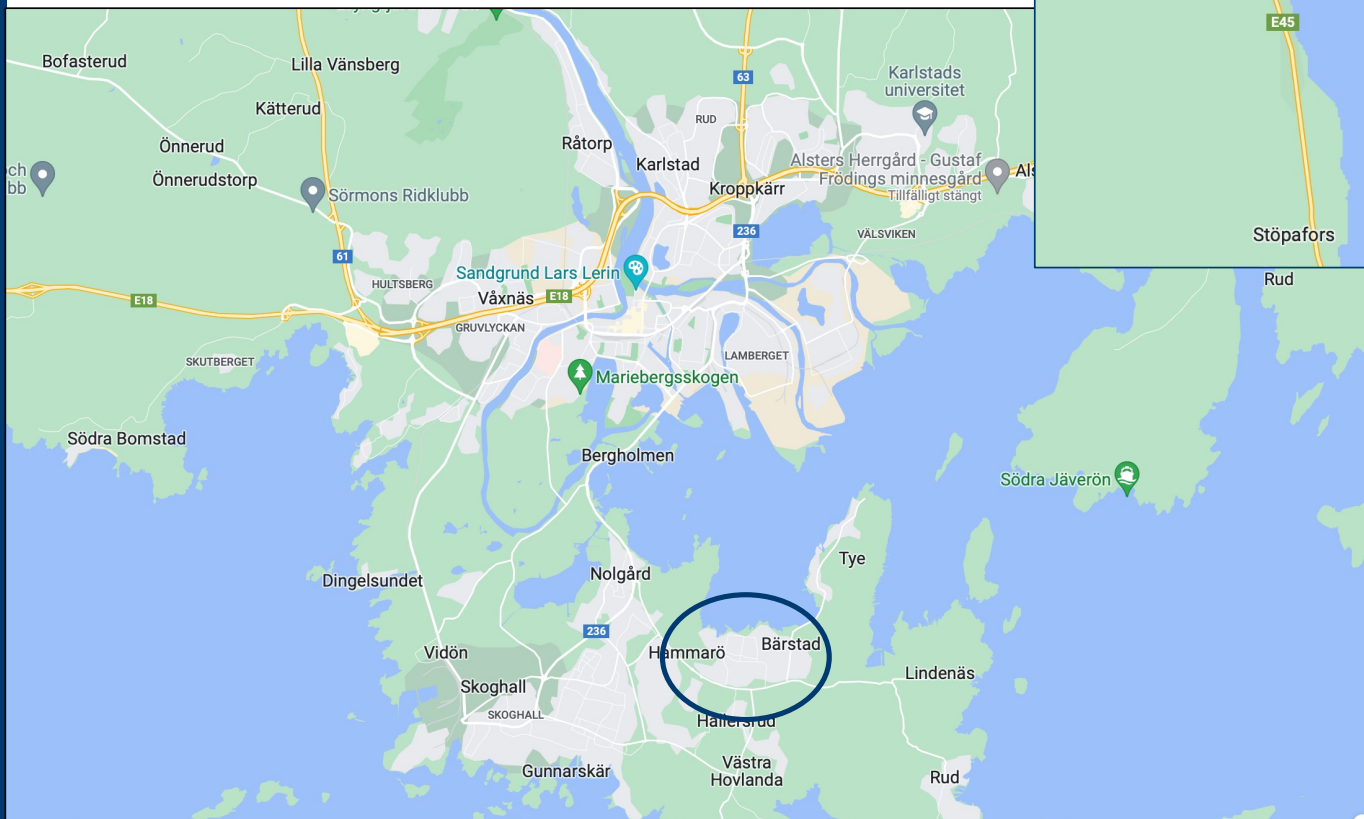 E45
Bofasterud
Lilla Vänsberg
Karlstads
universitet
63
Kätterud
RUD
Råtorp
Önnerud
Karlstad
Alsters Herrgård - Gustaf
Frödings minnesgård
Tillfälligt stängt
Als
och
bb
Önnerudstorp
Kroppkärr
Sörmons Ridklubb
236
VÄLSVIKEN
Stöpafors
61
Sandgrund Lars Lerin
Rud
HULTSBERG
E18
Våxnäs
E18
GRUVLYCKAN
SKUTBERGET
LAMBERGET
Mariebergsskogen
Södra Bomstad
Bergholmen
Södra Jäverön
Tye
Nolgård
Dingelsundet
236
Bärstad
Vidön
Hammarö
Lindenäs
Skoghall
SKOGHALL
Hallersrud
Gunnarskär
Västra
Hovlanda
Rud